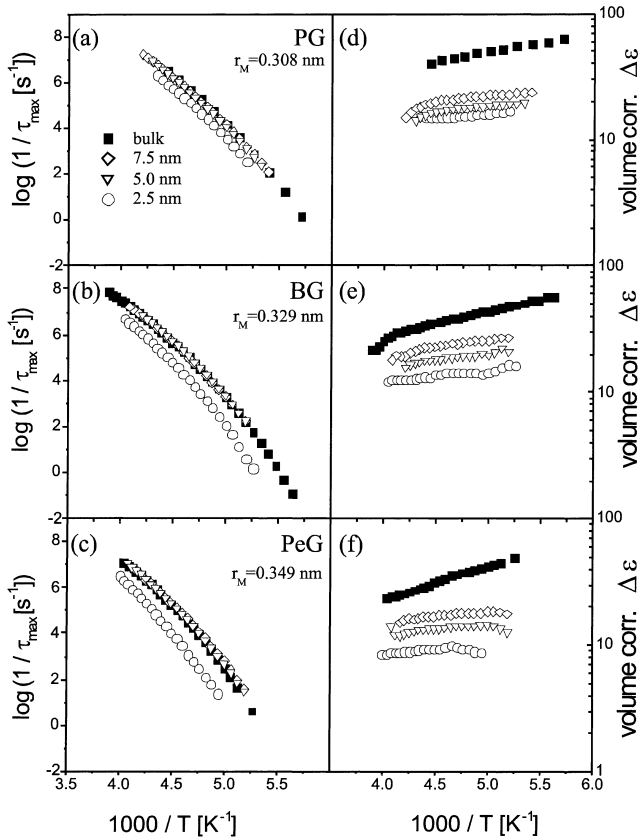 (a) PG
r_M=0.308 nm
log (1 / τ_max [s⁻¹])
8
6
4
2
0
-2
bulk
7.5 nm
5.0 nm
2.5 nm
(d)
100
10
volume corr. Δε
(b) BG
r_M=0.329 nm
log (1 / τ_max [s⁻¹])
8
6
4
2
0
-2
(e)
100
10
volume corr. Δε
(c) PeG
r_M=0.349 nm
log (1 / τ_max [s⁻¹])
8
6
4
2
0
-2
3.5 4.0 4.5 5.0 5.5
1000 / T [K⁻¹]
(f)
100
10
1
volume corr. Δε
4.0 4.5 5.0 5.5 6.0
1000 / T [K⁻¹]